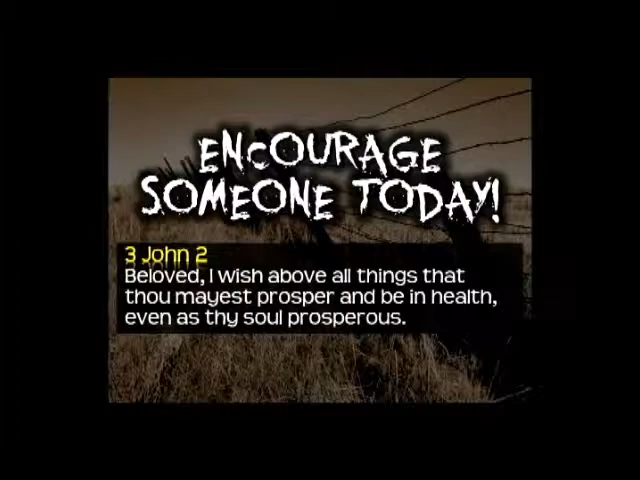 ENCOURAGE
SOMEONE TODAY!
3 John 2
Beloved, I wish above all things that
thou mayest prosper and be in health,
even as thy soul prosperous.